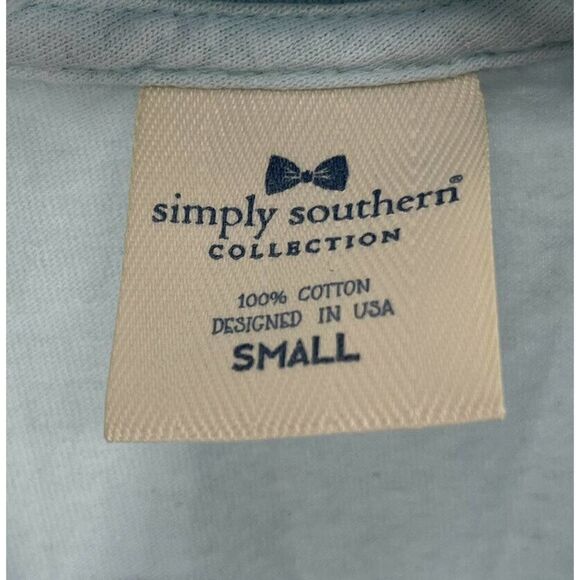 simply southern®
COLLECTION
100% COTTON
DESIGNED IN USA
SMALL